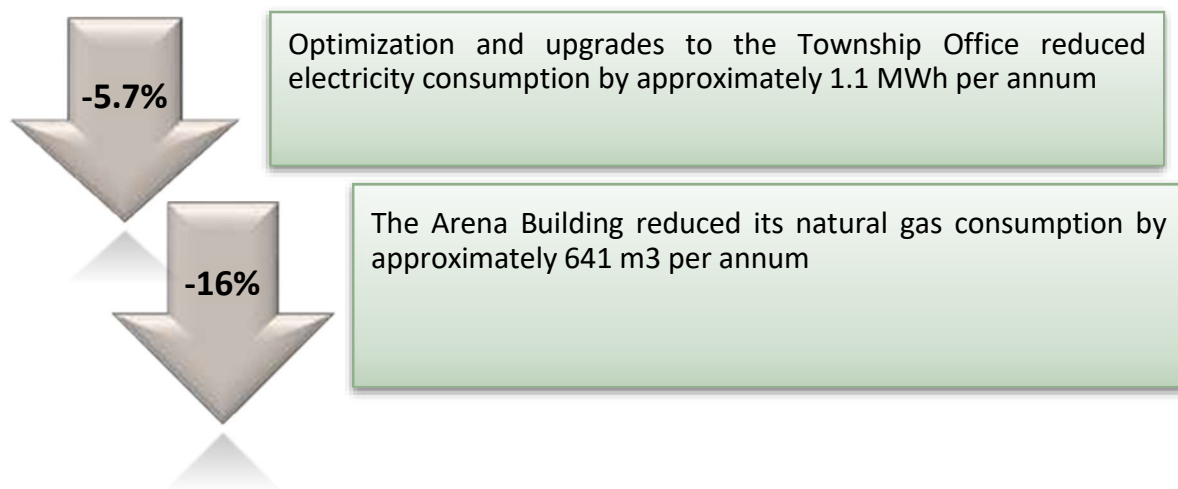 Optimization and upgrades to the Township Office reduced
electricity consumption by approximately 1.1 MWh per annum
-5.7%
The Arena Building reduced its natural gas consumption by
approximately 641 m3 per annum
-16%